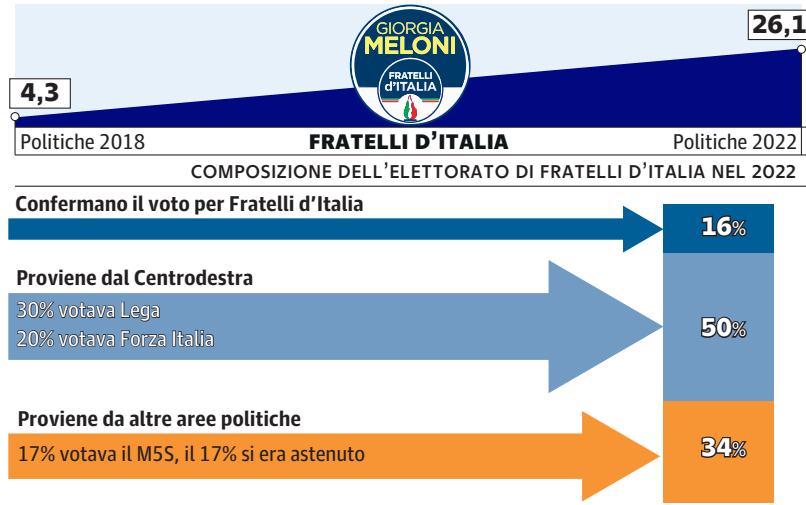 GIORGIA
MELONI
FRATELLI
d'ITALIA
26,1
4,3
Politiche 2018
FRATELLI D'ITALIA
Politiche 2022
COMPOSIZIONE DELL'ELETTORATO DI FRATELLI D'ITALIA NEL 2022
Confermano il voto per Fratelli d'Italia
16%
Proviene dal Centrodestra
30% votava Lega
20% votava Forza Italia
50%
Proviene da altre aree politiche
17% votava il M5S, il 17% si era astenuto
34%